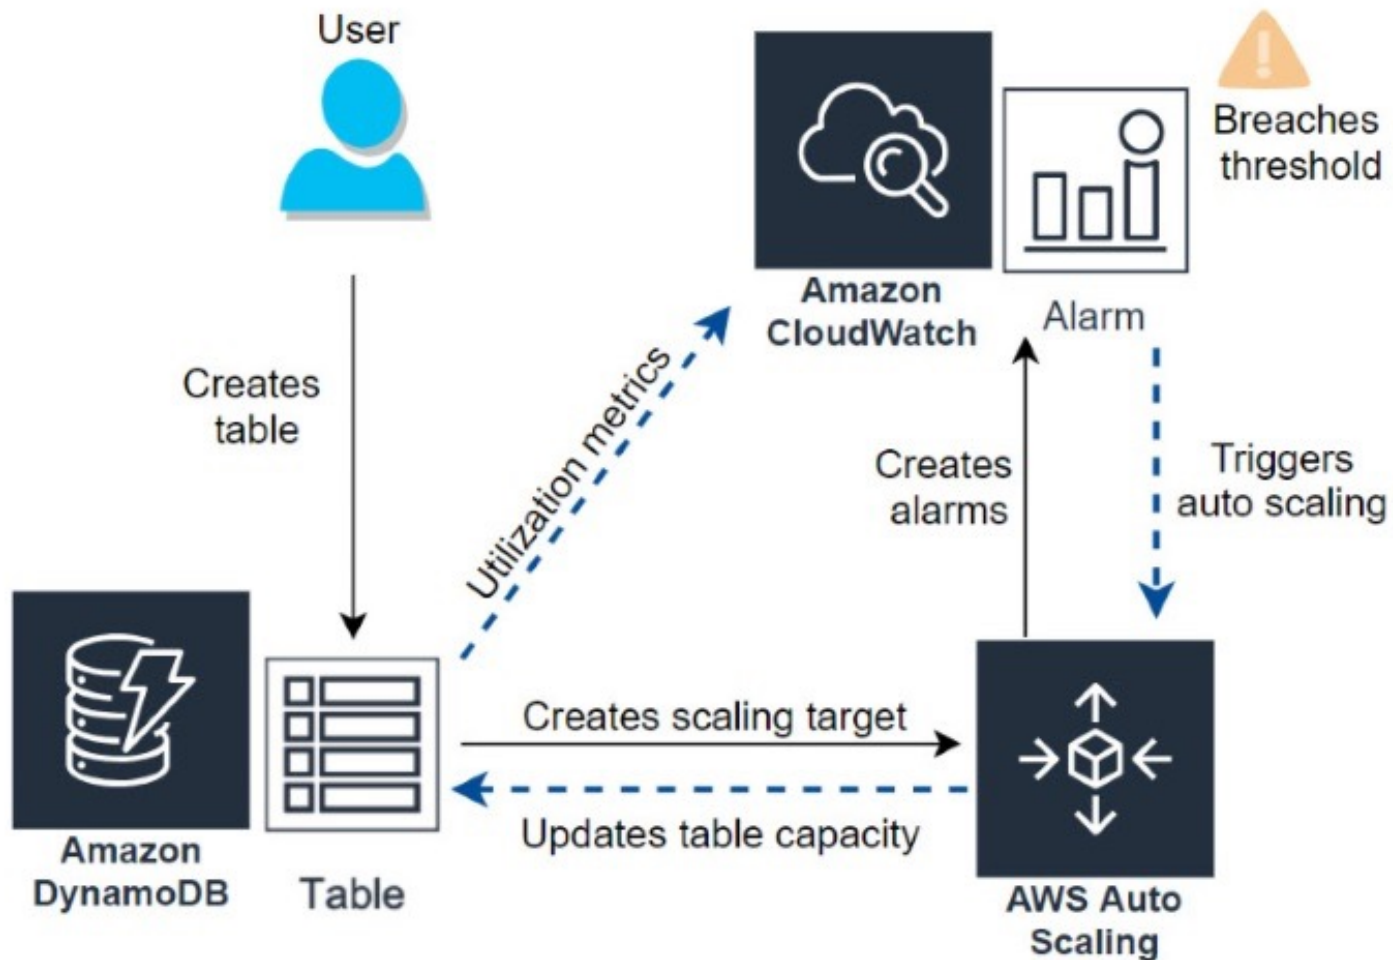 User
Breaches
threshold
Amazon
CloudWatch
Alarm
Creates
table
Utilization metrics
Creates
alarms
Triggers
auto scaling
Creates scaling target
Updates table capacity
Amazon
DynamoDB
Table
AWS Auto
Scaling